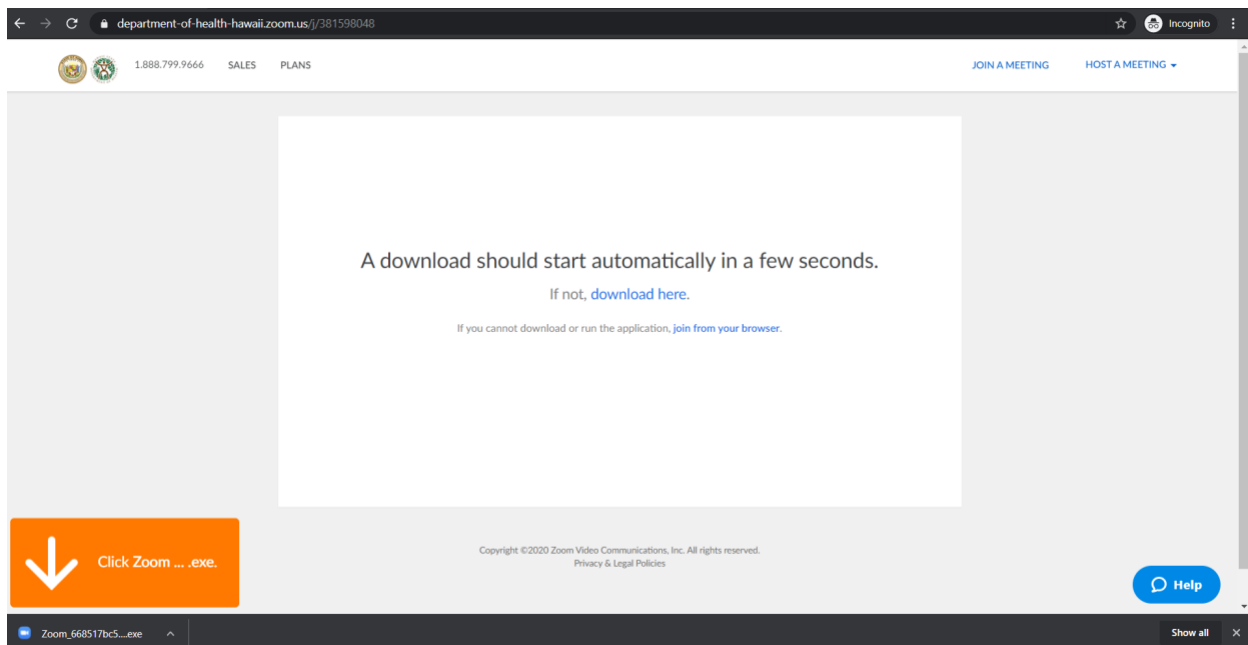 department-of-health-hawaii.zoom.us/j/381598048
Incognito
1.888.799.9666 SALES PLANS JOIN A MEETING HOST A MEETING
A download should start automatically in a few seconds.
If not, download here.
If you cannot download or run the application, join from your browser.
Click Zoom ... .exe.
Copyright ©2020 Zoom Video Communications, Inc. All rights reserved.
Privacy & Legal Policies
Help
Zoom_668517bc5....exe
Show all